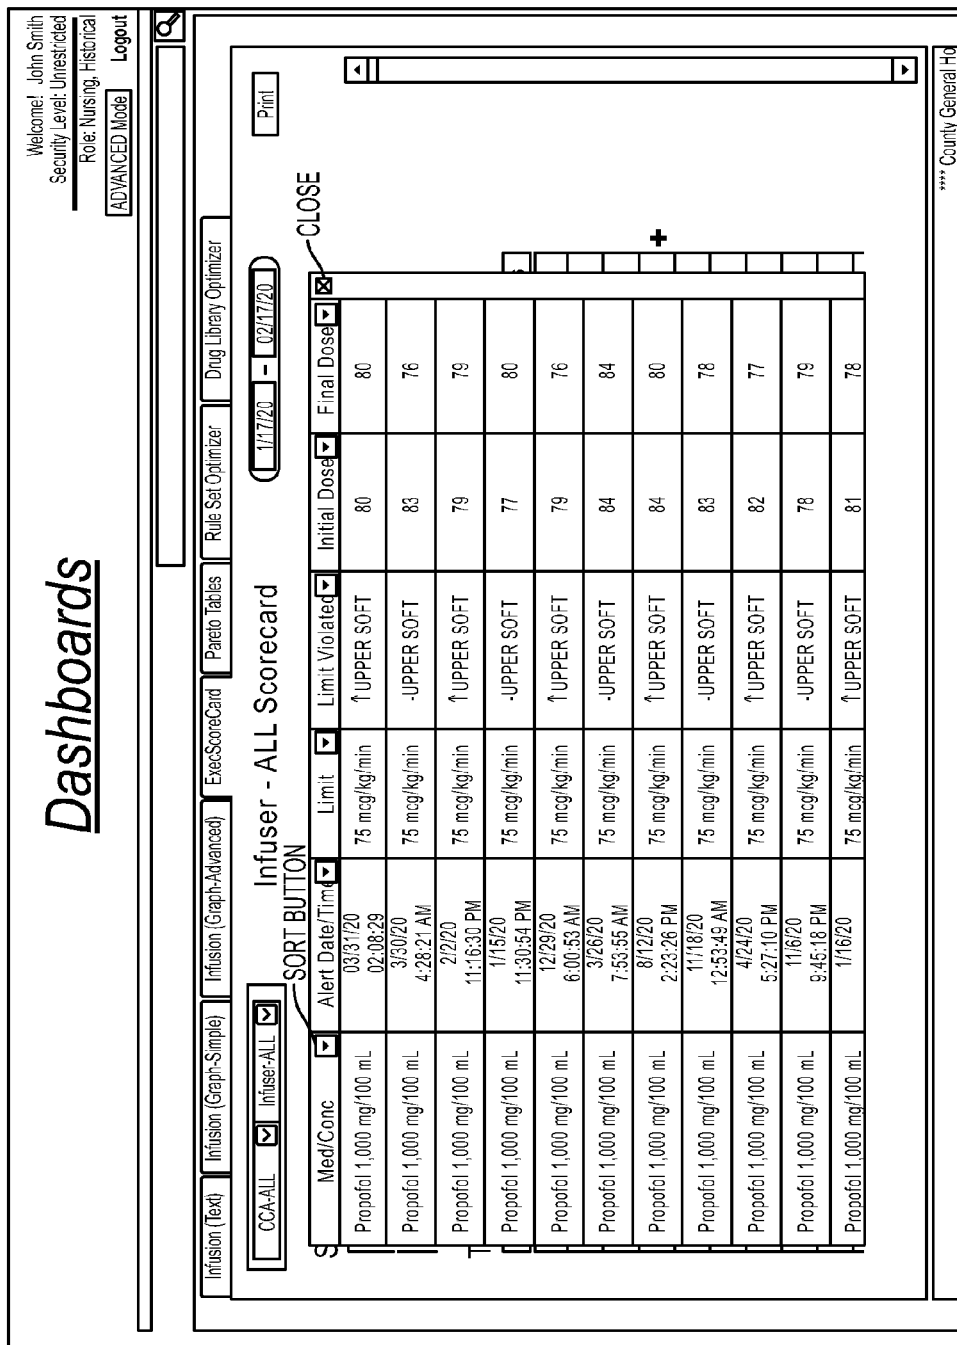 Dashboards
Welcome! John Smith
Security Level: Unrestricted
Role: Nursing, Historical
ADVANCED Mode Logout
Infusion (Text) Infusion (Graph-Simple) Infusion (Graph-Advanced) ExecScoreCard Pareto Tables Rule Set Optimizer Drug Library Optimizer
CCA-ALL Infuser-ALL Infuser - ALL Scorecard 1/17/20 - 02/17/20 Print
SORT BUTTON CLOSE
Med/Conc Alert Date/Time Limit Limit Violated Initial Dose Final Dose
Propofol 1,000 mg/100 mL 03/31/20 02:08:29 75 mcg/kg/min ↑UPPER SOFT 80 80
Propofol 1,000 mg/100 mL 3/30/20 4:28:21 AM 75 mcg/kg/min -UPPER SOFT 83 76
Propofol 1,000 mg/100 mL 2/2/20 11:16:30 PM 75 mcg/kg/min ↑UPPER SOFT 79 79
Propofol 1,000 mg/100 mL 1/15/20 11:30:54 PM 75 mcg/kg/min -UPPER SOFT 77 80
Propofol 1,000 mg/100 mL 12/29/20 6:00:53 AM 75 mcg/kg/min ↑UPPER SOFT 79 76
Propofol 1,000 mg/100 mL 3/26/20 7:53:55 AM 75 mcg/kg/min -UPPER SOFT 84 84
Propofol 1,000 mg/100 mL 8/12/20 2:23:26 PM 75 mcg/kg/min ↑UPPER SOFT 84 80
Propofol 1,000 mg/100 mL 11/18/20 12:53:49 AM 75 mcg/kg/min -UPPER SOFT 83 78
Propofol 1,000 mg/100 mL 4/24/20 5:27:10 PM 75 mcg/kg/min ↑UPPER SOFT 82 77
Propofol 1,000 mg/100 mL 11/6/20 9:45:18 PM 75 mcg/kg/min -UPPER SOFT 78 79
Propofol 1,000 mg/100 mL 1/16/20 75 mcg/kg/min ↑UPPER SOFT 81 78
+
**** County General Ho